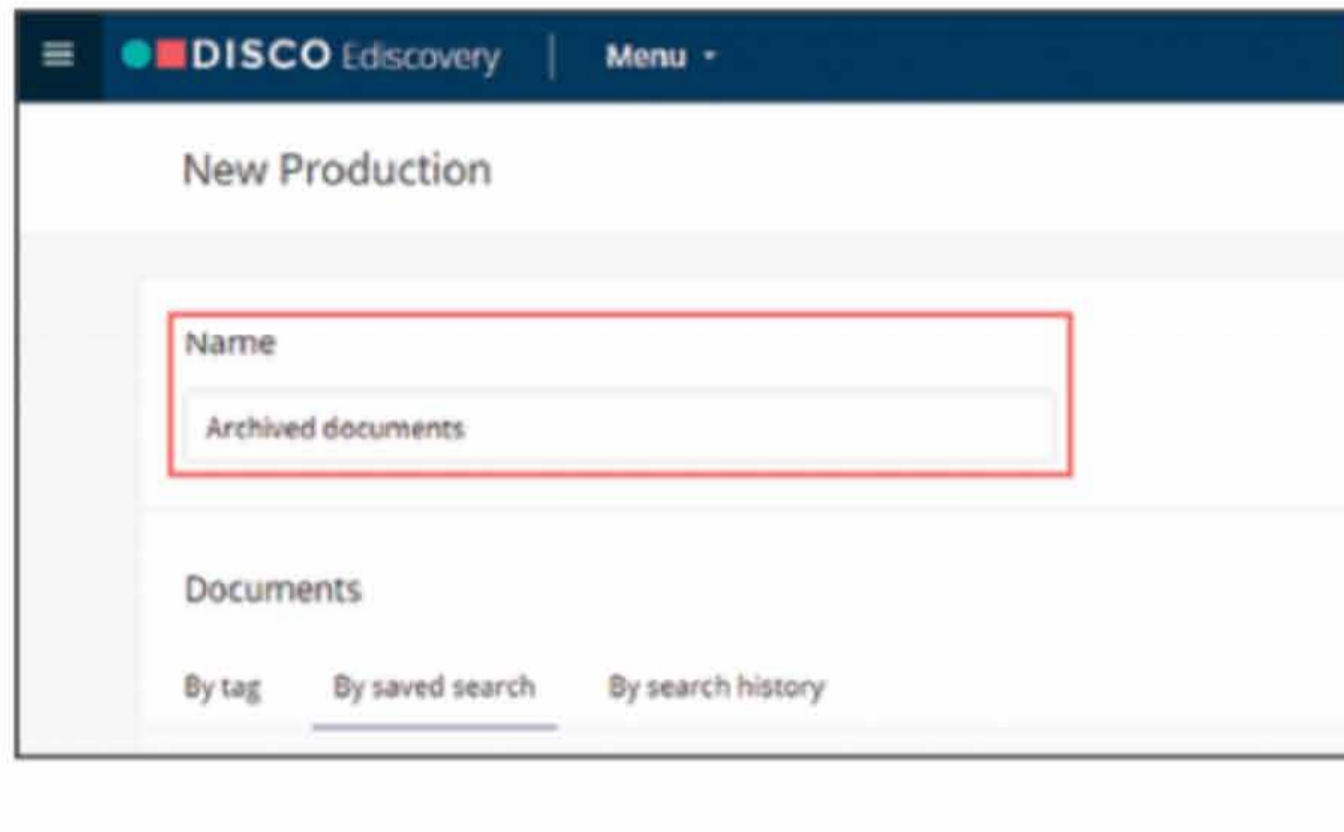 DISCO Ediscovery | Menu
New Production
Name
Archived documents
Documents
By tag By saved search By search history